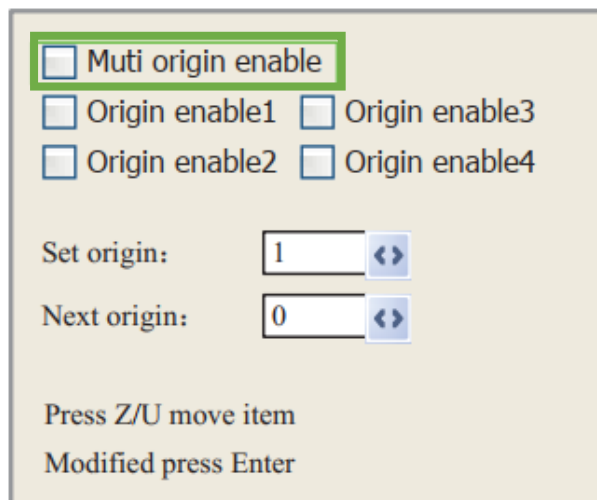 Muti origin enable
Origin enable1 Origin enable3
Origin enable2 Origin enable4
Set origin: 1
Next origin: 0
Press Z/U move item
Modified press Enter